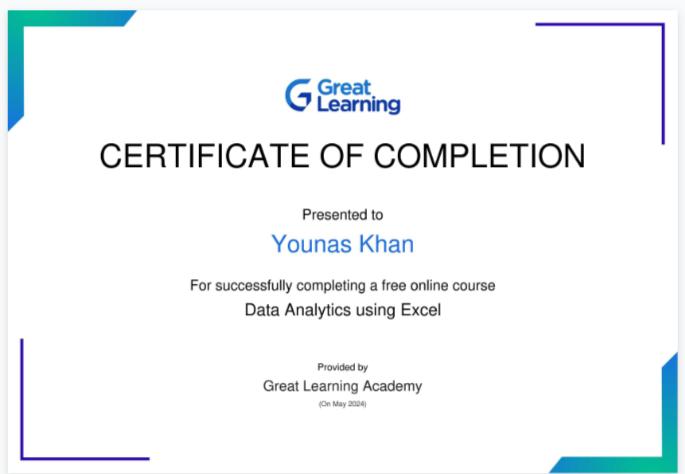 Great
Learning
CERTIFICATE OF COMPLETION
Presented to
Younas Khan
For successfully completing a free online course
Data Analytics using Excel
Provided by
Great Learning Academy
(On May 2024)